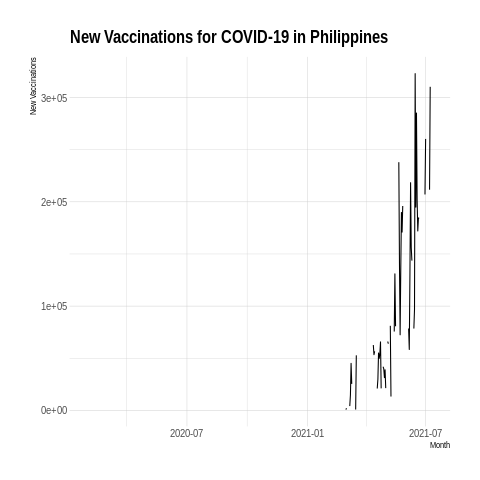 New Vaccinations for COVID-19 in Philippines
New Vaccinations
3e+05
2e+05
1e+05
0e+00
2020-07
2021-01
2021-07
Month